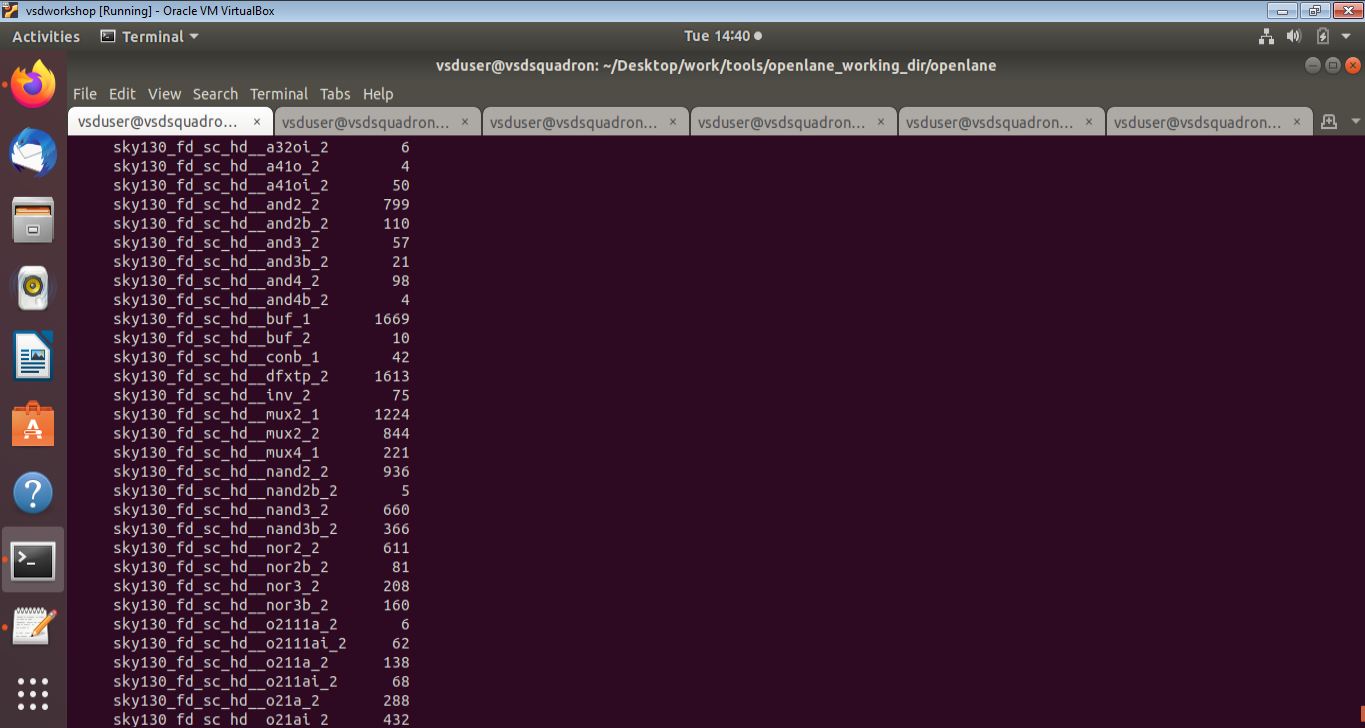 vsdworkshop [Running] - Oracle VM VirtualBox
Activities Terminal Tue 14:40
vsduser@vsdsquadron: ~/Desktop/work/tools/openlane_working_dir/openlane
File Edit View Search Terminal Tabs Help
vsduser@vsdsquadro... × vsduser@vsdsquadron... × vsduser@vsdsquadron... × vsduser@vsdsquadron... × vsduser@vsdsquadron... × vsduser@vsdsquadron... ×
sky130_fd_sc_hd__a32oi_2 6
sky130_fd_sc_hd__a41o_2 4
sky130_fd_sc_hd__a41oi_2 50
sky130_fd_sc_hd__and2_2 799
sky130_fd_sc_hd__and2b_2 110
sky130_fd_sc_hd__and3_2 57
sky130_fd_sc_hd__and3b_2 21
sky130_fd_sc_hd__and4_2 98
sky130_fd_sc_hd__and4b_2 4
sky130_fd_sc_hd__buf_1 1669
sky130_fd_sc_hd__buf_2 10
sky130_fd_sc_hd__conb_1 42
sky130_fd_sc_hd__dfxtp_2 1613
sky130_fd_sc_hd__inv_2 75
sky130_fd_sc_hd__mux2_1 1224
sky130_fd_sc_hd__mux2_2 844
sky130_fd_sc_hd__mux4_1 221
sky130_fd_sc_hd__nand2_2 936
sky130_fd_sc_hd__nand2b_2 5
sky130_fd_sc_hd__nand3_2 660
sky130_fd_sc_hd__nand3b_2 366
sky130_fd_sc_hd__nor2_2 611
sky130_fd_sc_hd__nor2b_2 81
sky130_fd_sc_hd__nor3_2 208
sky130_fd_sc_hd__nor3b_2 160
sky130_fd_sc_hd__o2111a_2 6
sky130_fd_sc_hd__o2111ai_2 62
sky130_fd_sc_hd__o211a_2 138
sky130_fd_sc_hd__o211ai_2 68
sky130_fd_sc_hd__o21a_2 288
sky130_fd_sc_hd__o21ai_2 432